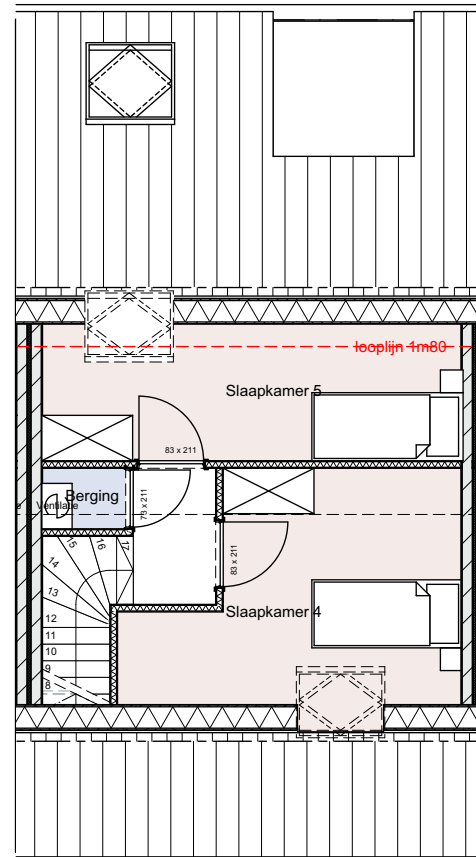 looplijn 1m80
Slaapkamer 5
83 x 211
Berging
Ventilatie
73 x 211
83 x 211
17
16
15
14
13
12
11
10
9
8
Slaapkamer 4